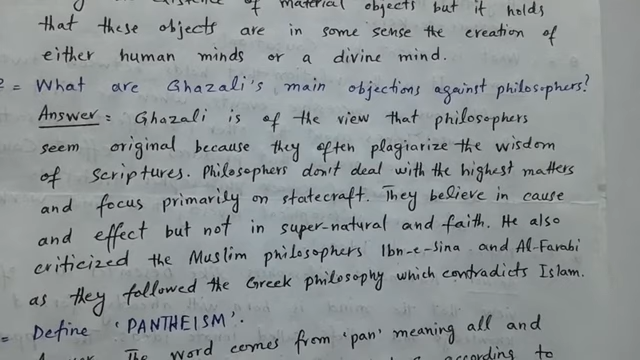 existence of material objects but it holds
that these objects are in some sense the creation of
either human minds or a divine mind.
= What are Ghazali's main objections against philosophers?
Answer: Ghazali is of the view that philosophers
seem original because they often plagiarize the wisdom
of scriptures. Philosophers don't deal with the highest matters
and focus primarily on statecraft. They believe in cause
and effect but not in super-natural and faith. He also
criticized the Muslim philosophers Ibn-e-Sina and Al-Farabi
as they followed the Greek philosophy which contradicts Islam.
= Define 'PANTHEISM'.
The word comes from 'pan' meaning all and
according to